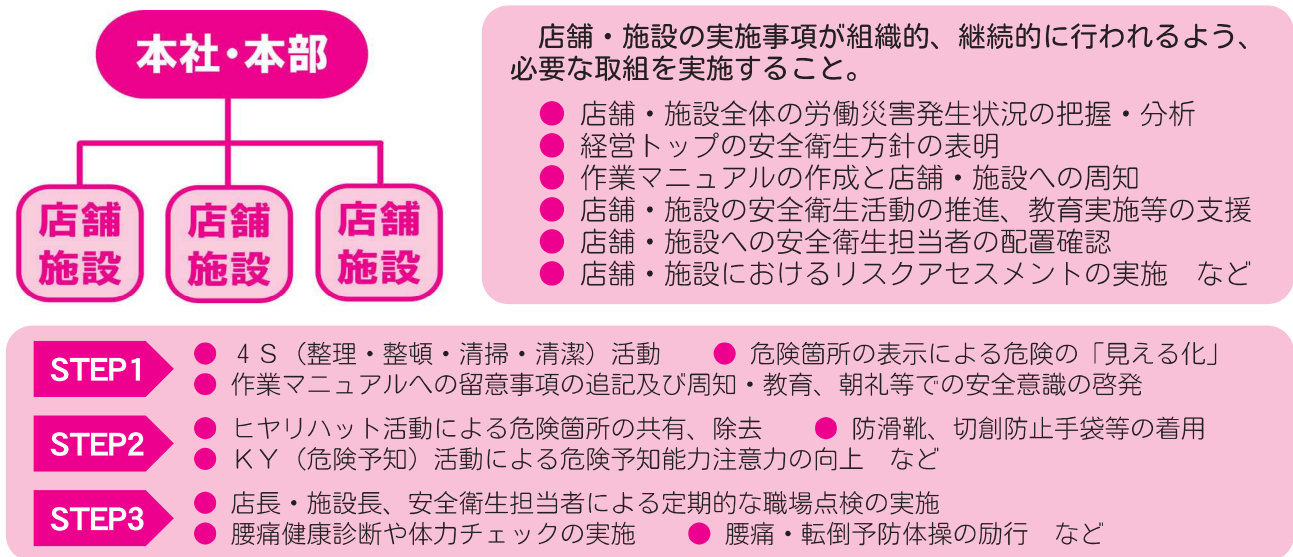 本社・本部
店舗
施設
店舗
施設
店舗
施設
店舗・施設の実施事項が組織的、継続的に行われるよう、
必要な取組を実施すること。
● 店舗・施設全体の労働災害発生状況の把握・分析
● 経営トップの安全衛生方針の表明
● 作業マニュアルの作成と店舗・施設への周知
● 店舗・施設の安全衛生活動の推進、教育実施等の支援
● 店舗・施設への安全衛生担当者の配置確認
● 店舗・施設におけるリスクアセスメントの実施　など
STEP1
● ４Ｓ（整理・整頓・清掃・清潔）活動　● 危険箇所の表示による危険の「見える化」
● 作業マニュアルへの留意事項の追記及び周知・教育、朝礼等での安全意識の啓発
STEP2
● ヒヤリハット活動による危険箇所の共有、除去　● 防滑靴、切創防止手袋等の着用
● ＫＹ（危険予知）活動による危険予知能力注意力の向上　など
STEP3
● 店長・施設長、安全衛生担当者による定期的な職場点検の実施
● 腰痛健康診断や体力チェックの実施　● 腰痛・転倒予防体操の励行　など